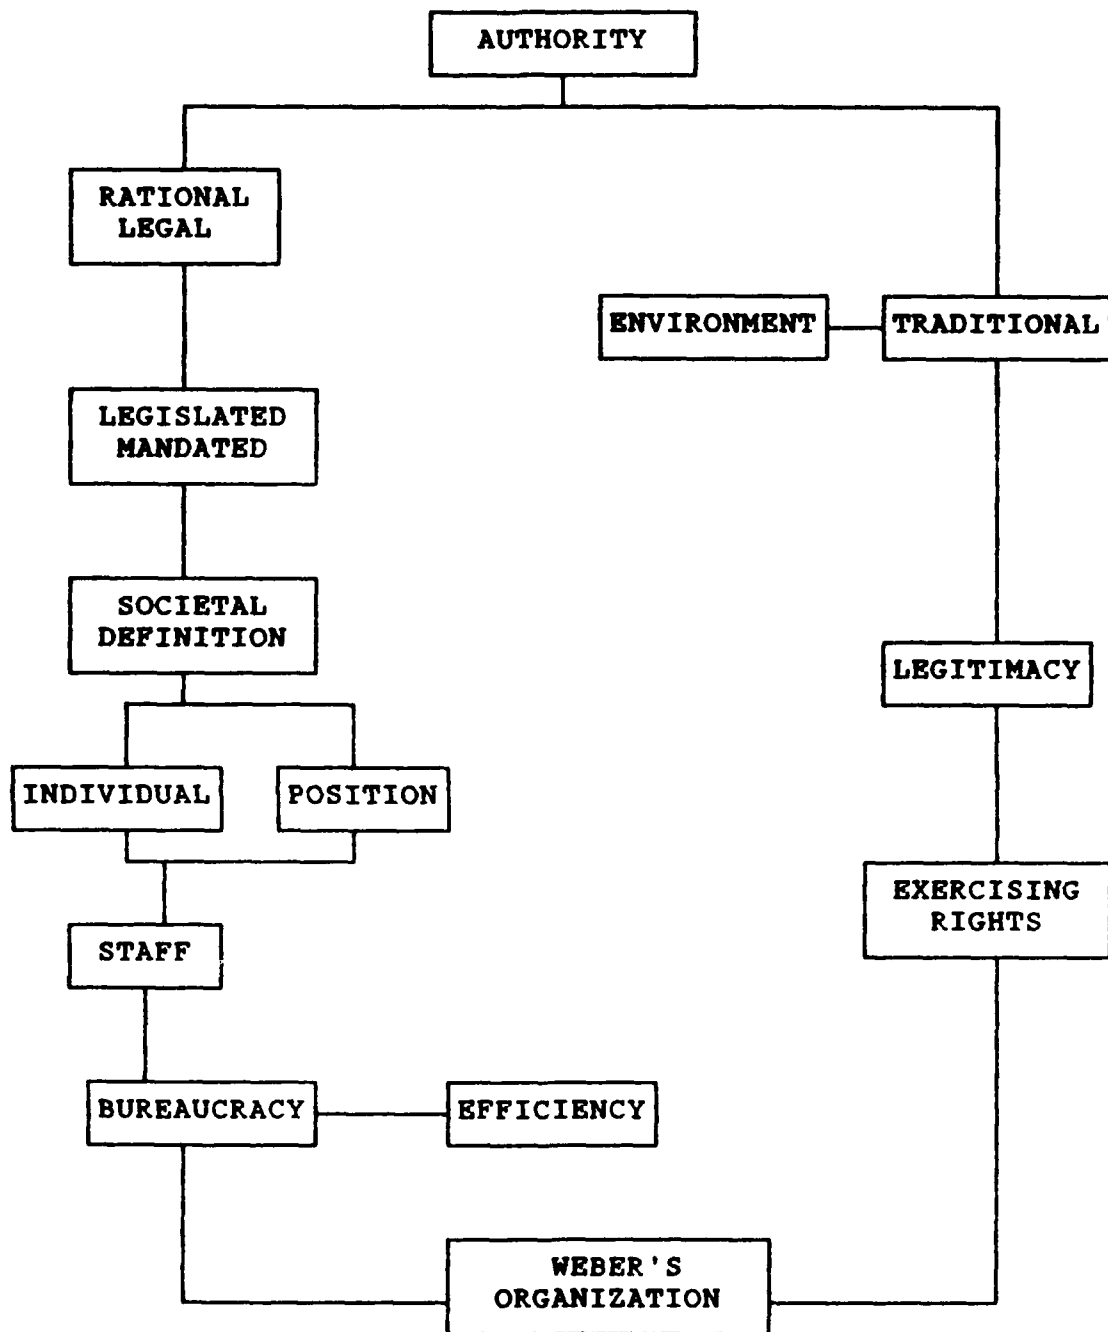 AUTHORITY
RATIONAL
LEGAL
ENVIRONMENT
TRADITIONAL
LEGISLATED
MANDATED
SOCIETAL
DEFINITION
LEGITIMACY
INDIVIDUAL
POSITION
EXERCISING
RIGHTS
STAFF
BUREAUCRACY
EFFICIENCY
WEBER'S
ORGANIZATION